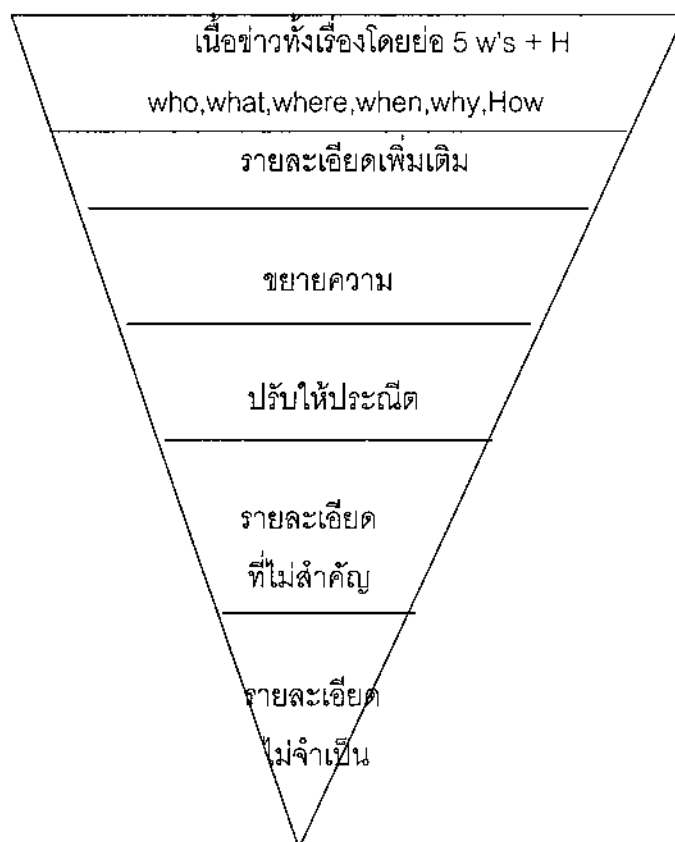 เนื้อข่าวทั้งเรื่องโดยย่อ 5 w's + H
who,what,where,when,why,How
รายละเอียดเพิ่มเติม
ขยายความ
ปรับให้ประณีต
รายละเอียด
ที่ไม่สำคัญ
รายละเอียด
ไม่จำเป็น